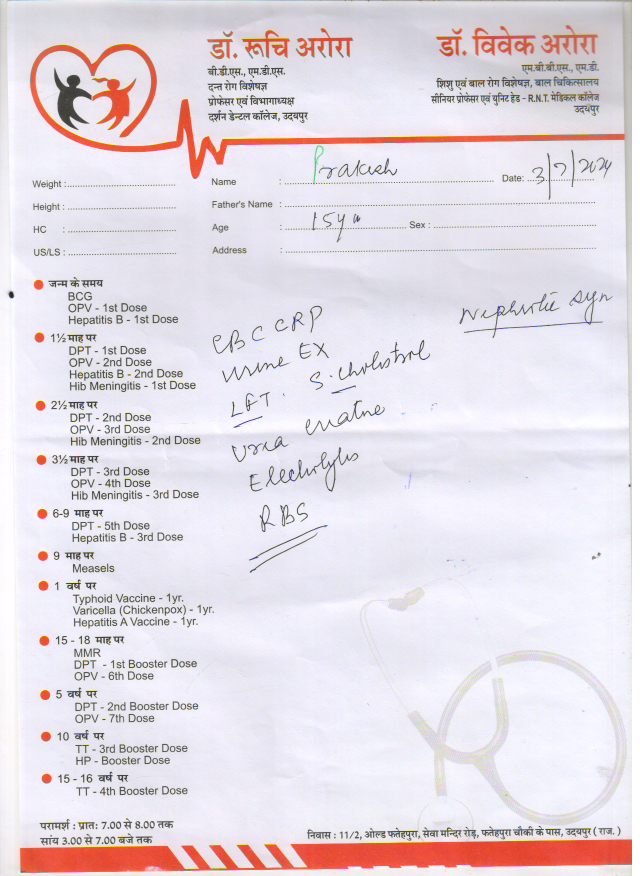 डॉ. रूचि अरोरा
बी.डी.एस., एम.डी.एस.
दन्त रोग विशेषज्ञ
प्रोफेसर एवं विभागाध्यक्ष
दर्शन डेन्टल कॉलेज, उदयपुर
डॉ. विवेक अरोरा
एम.बी.बी.एस., एम.डी.
शिशु एवं बाल रोग विशेषज्ञ, बाल चिकित्सालय
सीनियर प्रोफेसर एवं युनिट हेड - R.N.T. मेडिकल कॉलेज
उदयपुर
Weight :
Height :
HC :
US/LS :
Name : Prakash Date: 3/7/2024
Father's Name :
Age : 15 yr Sex :
Address :
Nephrotic Syn
CBC CRP
Urine EX
LFT. S. Cholestrol
Urea creatine
Electrolytes
RBS
जन्म के समय
BCG
OPV - 1st Dose
Hepatitis B - 1st Dose
1½ माह पर
DPT - 1st Dose
OPV - 2nd Dose
Hepatitis B - 2nd Dose
Hib Meningitis - 1st Dose
2½ माह पर
DPT - 2nd Dose
OPV - 3rd Dose
Hib Meningitis - 2nd Dose
3½ माह पर
DPT - 3rd Dose
OPV - 4th Dose
Hib Meningitis - 3rd Dose
6-9 माह पर
DPT - 5th Dose
Hepatitis B - 3rd Dose
9 माह पर
Measels
1 वर्ष पर
Typhoid Vaccine - 1yr.
Varicella (Chickenpox) - 1yr.
Hepatitis A Vaccine - 1yr.
15 - 18 माह पर
MMR
DPT - 1st Booster Dose
OPV - 6th Dose
5 वर्ष पर
DPT - 2nd Booster Dose
OPV - 7th Dose
10 वर्ष पर
TT - 3rd Booster Dose
HP - Booster Dose
15 - 16 वर्ष पर
TT - 4th Booster Dose
परामर्श : प्रातः 7.00 से 8.00 तक
सांय 3.00 से 7.00 बजे तक
निवास : 11/2, ओल्ड फतेहपुरा, सेवा मन्दिर रोड़, फतेहपुरा चौकी के पास, उदयपुर ( राज. )